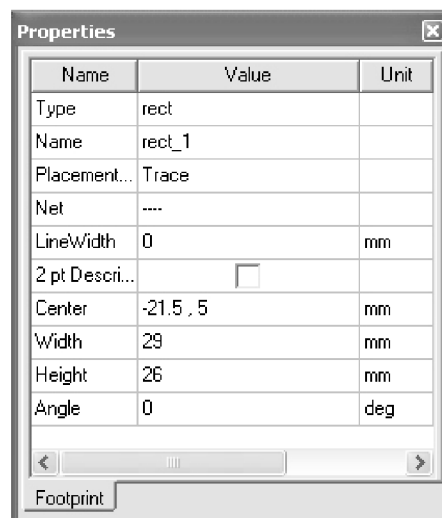 Properties
Name Value Unit
Type rect
Name rect_1
Placement... Trace
Net ----
LineWidth 0 mm
2 pt Descri...
Center -21.5 , 5 mm
Width 29 mm
Height 26 mm
Angle 0 deg
Footprint